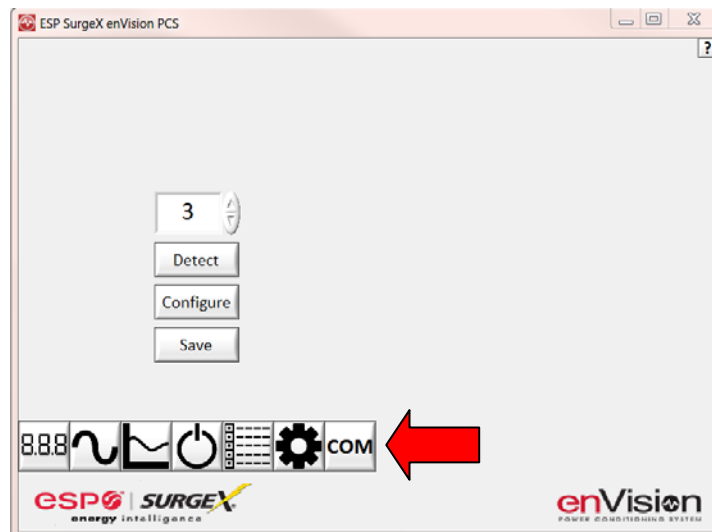 ESP SurgeX enVision PCS
?
3
Detect
Configure
Save
8.8.8
COM
ESP | SURGEX
energy intelligence
enVision
POWER CONDITIONING SYSTEM